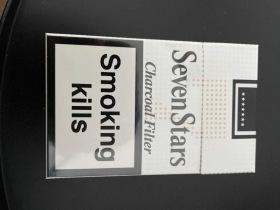 Seven Stars
Charcoal Filter
Smoking
kills